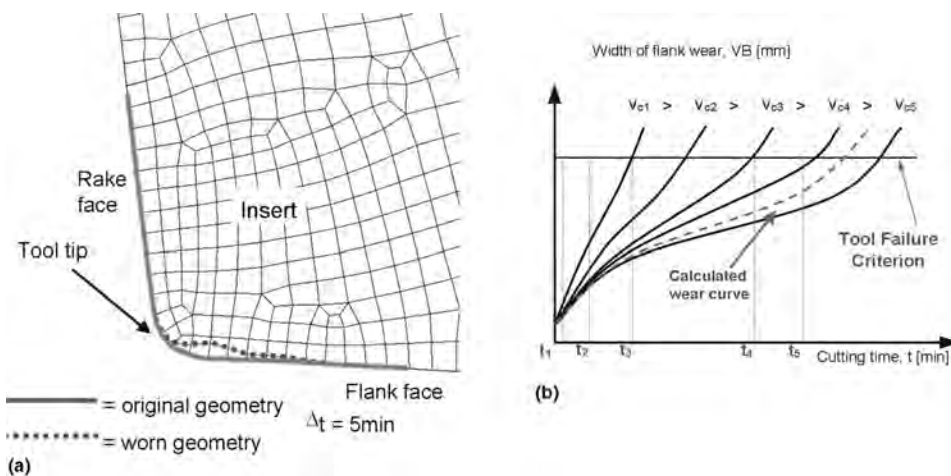 Rake
face
Insert
Tool tip
Flank face
= original geometry
Δt = 5min
= worn geometry
(a)
Width of flank wear, VB [mm]
Vc1 > Vc2 > Vc3 > Vc4 > Vc5
Tool Failure
Criterion
Calculated
wear curve
t1 t2 t3 t4 t5 Cutting time, t [min]
(b)